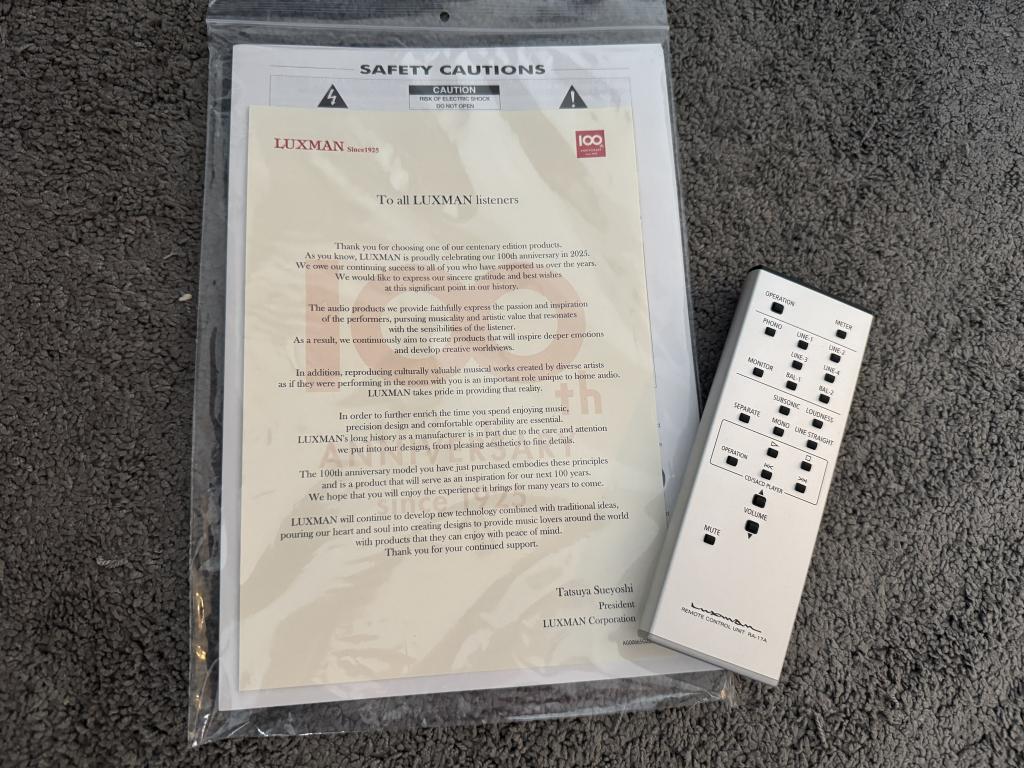 SAFETY CAUTIONS
CAUTION
RISK OF ELECTRIC SHOCK
DO NOT OPEN
LUXMAN Since1925
100th
ANNIVERSARY
since 1925
To all LUXMAN listeners
Thank you for choosing one of our centenary edition products.
As you know, LUXMAN is proudly celebrating our 100th anniversary in 2025.
We owe our continuing success to all of you who have supported us over the years.
We would like to express our sincere gratitude and best wishes
at this significant point in our history.
The audio products we provide faithfully express the passion and inspiration
of the performers, pursuing musicality and artistic value that resonates
with the sensibilities of the listener.
As a result, we continuously aim to create products that will inspire deeper emotions
and develop creative worldviews.
In addition, reproducing culturally valuable musical works created by diverse artists
as if they were performing in the room with you is an important role unique to home audio.
LUXMAN takes pride in providing that reality.
In order to further enrich the time you spend enjoying music,
precision design and comfortable operability are essential.
LUXMAN's long history as a manufacturer is in part due to the care and attention
we put into our designs, from pleasing aesthetics to fine details.
The 100th anniversary model you have just purchased embodies these principles
and is a product that will serve as an inspiration for our next 100 years.
We hope that you will enjoy the experience it brings for many years to come.
LUXMAN will continue to develop new technology combined with traditional ideas,
pouring our heart and soul into creating designs to provide music lovers around the world
with products that they can enjoy with peace of mind.
Thank you for your continued support.
Tatsuya Sueyoshi
President
LUXMAN Corporation
100th
ANNIVERSARY
since 1925
OPERATION
METER
PHONO
LINE-1
LINE-2
LINE-3
LINE-4
MONITOR
BAL-1
BAL-2
SUBSONIC
LOUDNESS
SEPARATE
MONO
LINE STRAIGHT
OPERATION
CD/SACD PLAYER
VOLUME
MUTE
Luxman
REMOTE CONTROL UNIT RA-17A